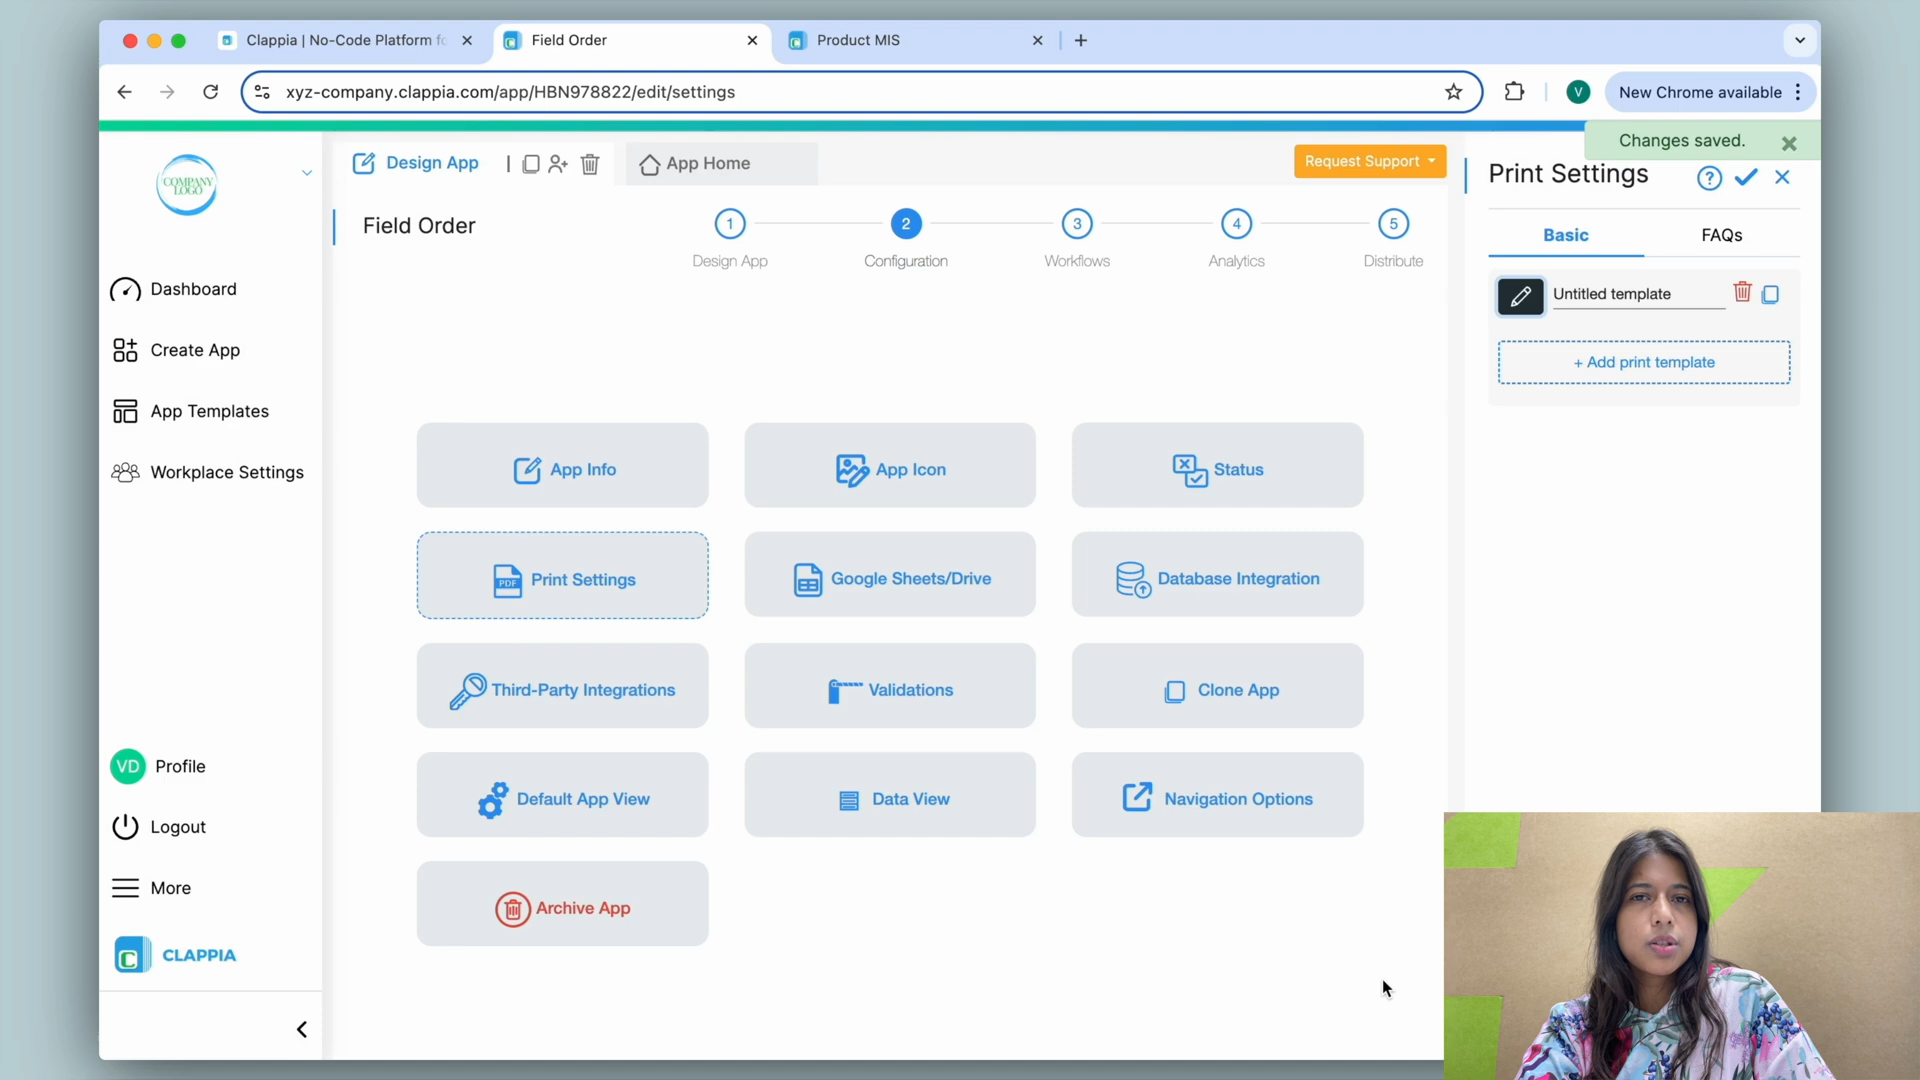 Clappia | No-Code Platform fo
Field Order
Product MIS
xyz-company.clappia.com/app/HBN978822/edit/settings
V
New Chrome available
Changes saved.
COMPANY
LOGO
Design App
App Home
Request Support
Print Settings
Field Order
1
2
3
4
5
Design App
Configuration
Workflows
Analytics
Distribute
Basic
FAQs
Untitled template
+ Add print template
Dashboard
Create App
App Templates
Workplace Settings
App Info
App Icon
Status
PDF
Print Settings
Google Sheets/Drive
Database Integration
Third-Party Integrations
Validations
Clone App
Default App View
Data View
Navigation Options
Archive App
VD
Profile
Logout
More
C
CLAPPIA